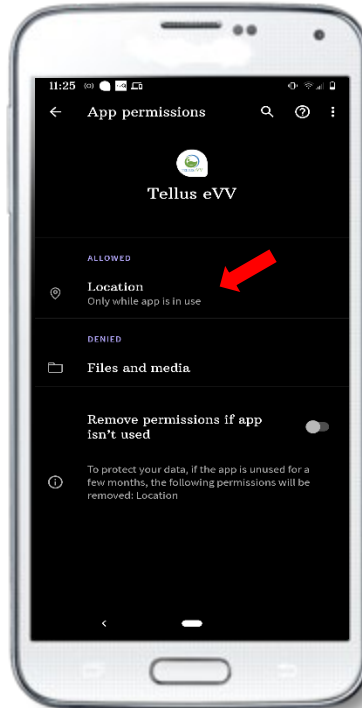 11:25
App permissions
Tellus eVV
ALLOWED
Location
Only while app is in use
DENIED
Files and media
Remove permissions if app
isn't used
To protect your data, if the app is unused for a
few months, the following permissions will be
removed: Location